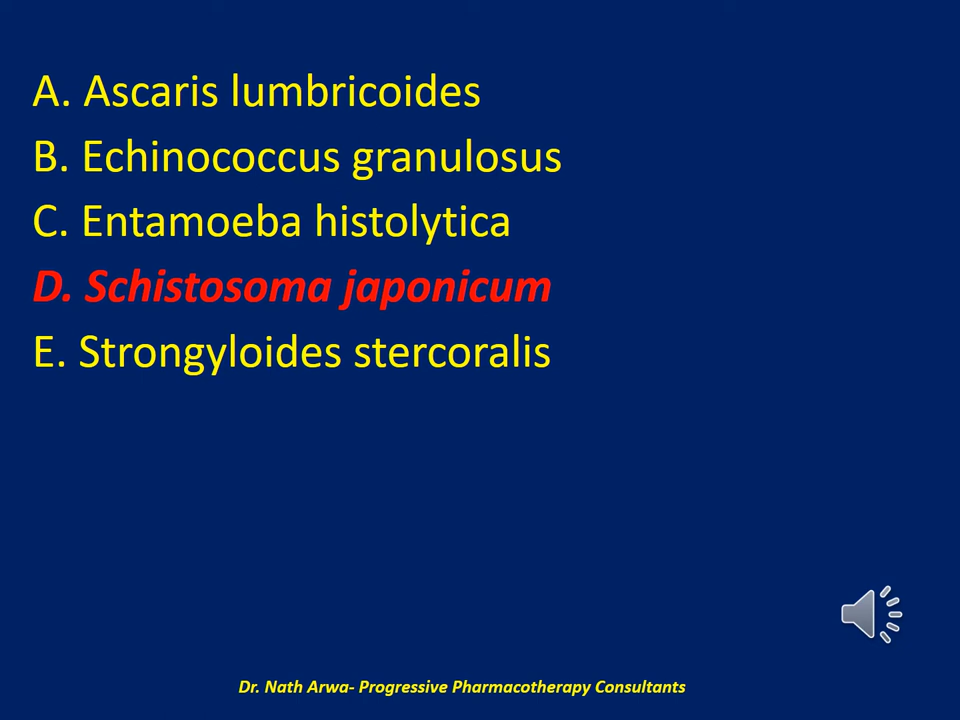 A. Ascaris lumbricoides
B. Echinococcus granulosus
C. Entamoeba histolytica
D. Schistosoma japonicum
E. Strongyloides stercoralis
Dr. Nath Arwa- Progressive Pharmacotherapy Consultants